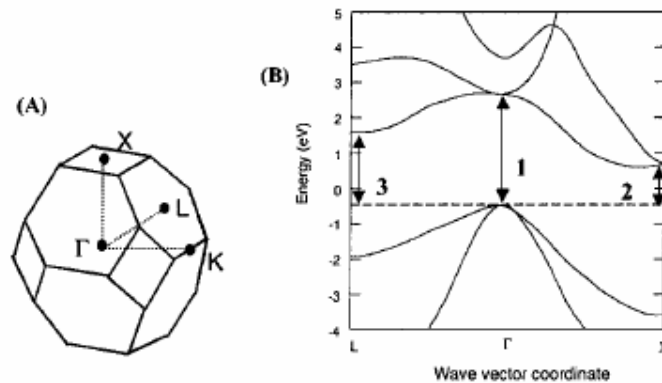 (A)
X
L
Γ
K
(B)
Energy (eV)
5
4
3
2
1
0
-1
-2
-3
-4
1
2
3
L
Γ
X
Wave vector coordinate